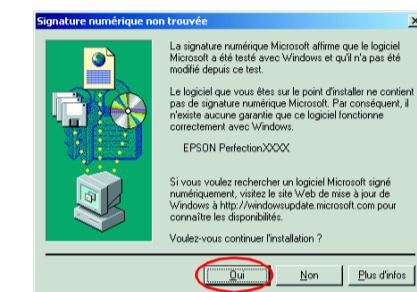 Signature numérique non trouvée
La signature numérique Microsoft affirme que le logiciel
Microsoft a été testé avec Windows et qu'il n'a pas été
modifié depuis ce test.
Le logiciel que vous êtes sur le point d'installer ne contient
pas de signature numérique Microsoft. Par conséquent, il
n'existe aucune garantie que ce logiciel fonctionne
correctement avec Windows.
EPSON PerfectionXXXX
Si vous voulez rechercher un logiciel Microsoft signé
numériquement, visitez le site Web de mise à jour de
Windows à http://windowsupdate.microsoft.com pour
connaître les disponibilités.
Voulez-vous continuer l'installation ?
Oui Non Plus d'infos